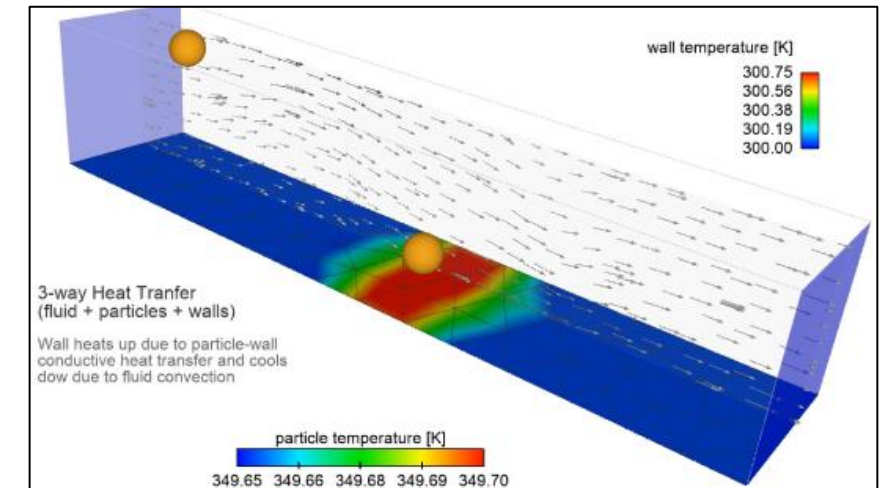 wall temperature [K]
300.75
300.56
300.38
300.19
300.00
3-way Heat Tranfer
(fluid + particles + walls)
Wall heats up due to particle-wall
conductive heat transfer and cools
dow due to fluid convection
particle temperature [K]
349.65 349.66 349.68 349.69 349.70